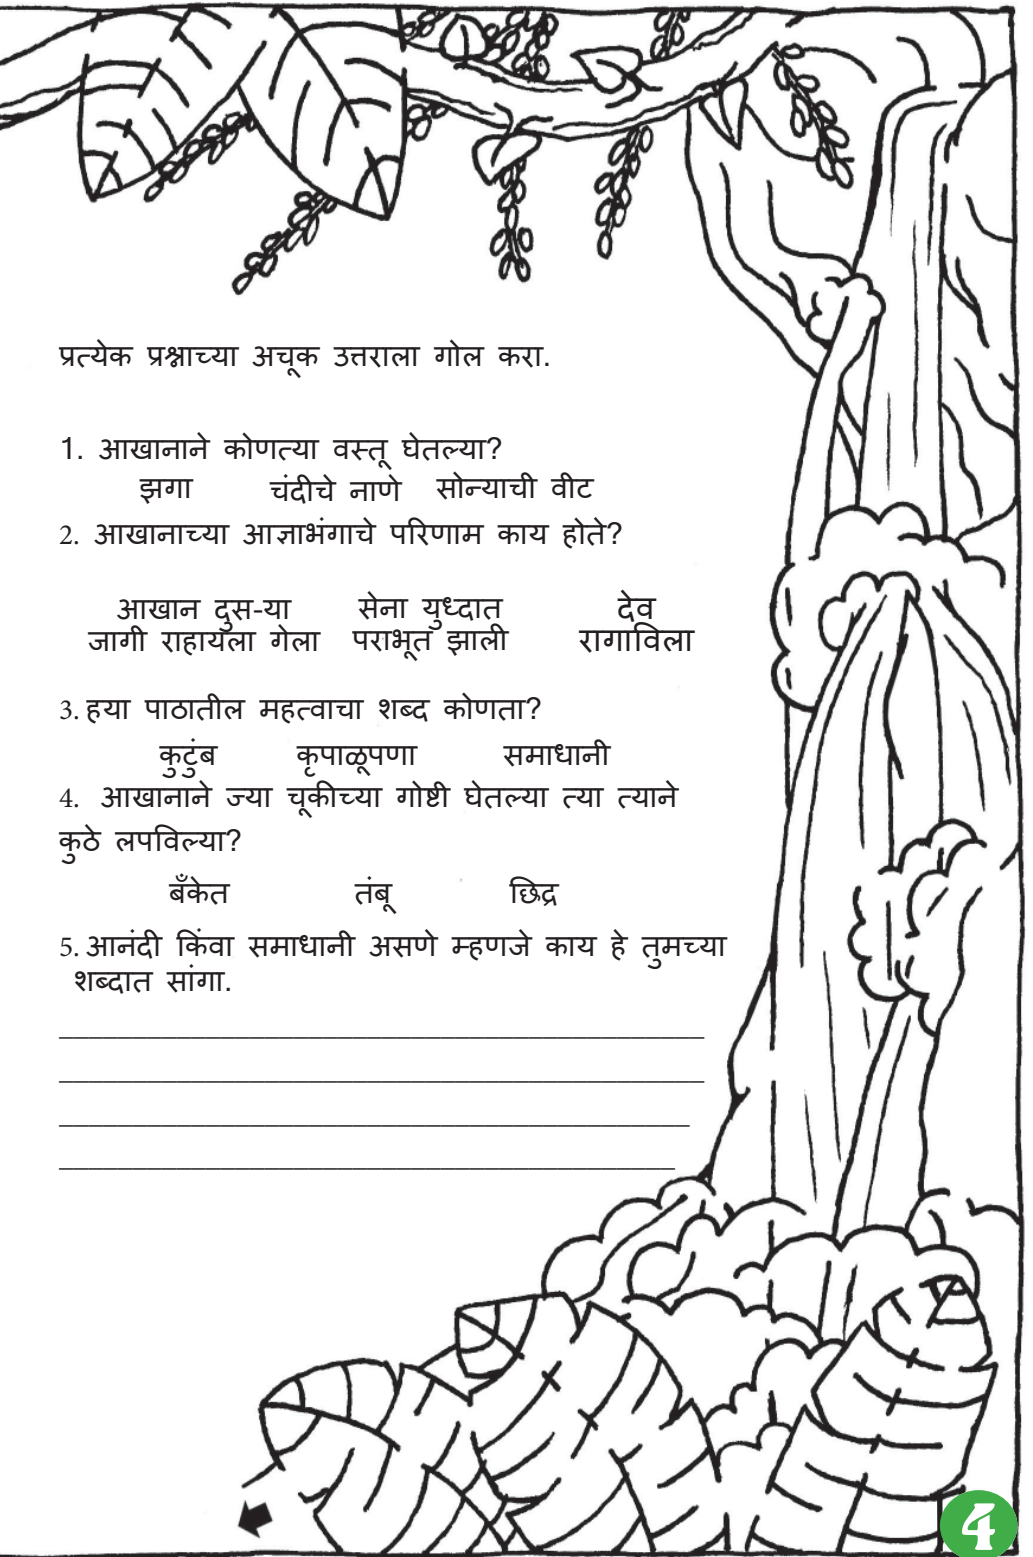 प्रत्येक प्रश्नाच्या अचूक उत्तराला गोल करा.
1. आखानाने कोणत्या वस्तू घेतल्या?
झगा चंदीचे नाणे सोन्याची वीट
2. आखानाच्या आज्ञाभंगाचे परिणाम काय होते?
आखान दुस-या सेना युध्दात देव
जागी राहायला गेला पराभूत झाली रागाविला
3. हया पाठातील महत्वाचा शब्द कोणता?
कुटुंब कृपाळूपणा समाधानी
4. आखानाने ज्या चूकीच्या गोष्टी घेतल्या त्या त्याने
कुठे लपविल्या?
बँकेत तंबू छिद्र
5. आनंदी किंवा समाधानी असणे म्हणजे काय हे तुमच्या
शब्दात सांगा.
4